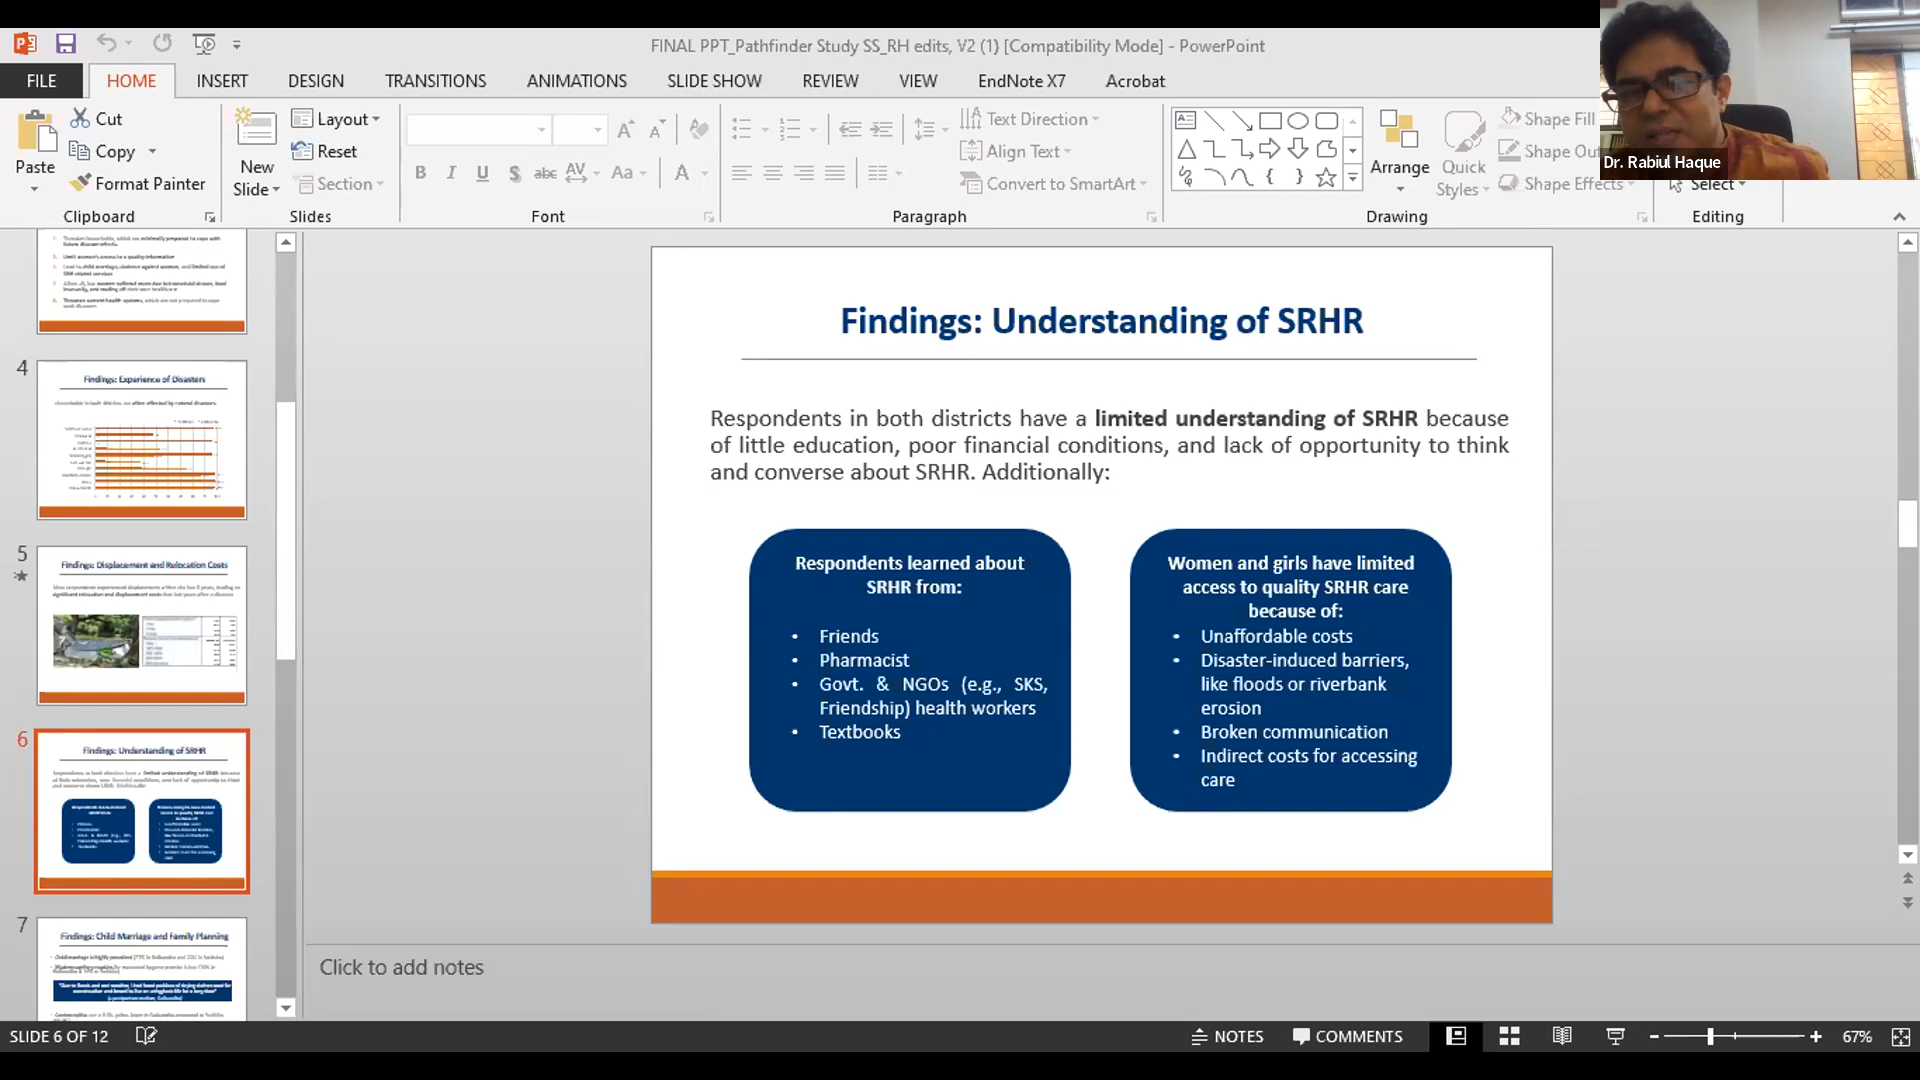 FINAL PPT_Pathfinder Study SS_RH edits, V2 (1) [Compatibility Mode] - PowerPoint
FILE
HOME
INSERT
DESIGN
TRANSITIONS
ANIMATIONS
SLIDE SHOW
REVIEW
VIEW
EndNote X7
Acrobat
Paste
Cut
Copy
Format Painter
Clipboard
New
Slide
Layout
Reset
Section
Slides
Font
Text Direction
Align Text
Convert to SmartArt
Paragraph
Arrange
Quick
Styles
Shape Fill
Shape Ou
Shape Effects
Drawing
Select
Editing
Dr. Rabiul Haque
4
Findings: Experience of Disasters
5
Findings: Displacement and Relocation Costs
6
Findings: Understanding of SRHR
7
Findings: Child Marriage and Family Planning
Findings: Understanding of SRHR
Respondents in both districts have a limited understanding of SRHR because
of little education, poor financial conditions, and lack of opportunity to think
and converse about SRHR. Additionally:
Respondents learned about
SRHR from:
• Friends
• Pharmacist
• Govt. & NGOs (e.g., SKS,
Friendship) health workers
• Textbooks
Women and girls have limited
access to quality SRHR care
because of:
• Unaffordable costs
• Disaster-induced barriers,
like floods or riverbank
erosion
• Broken communication
• Indirect costs for accessing
care
Click to add notes
SLIDE 6 OF 12
NOTES
COMMENTS
67%